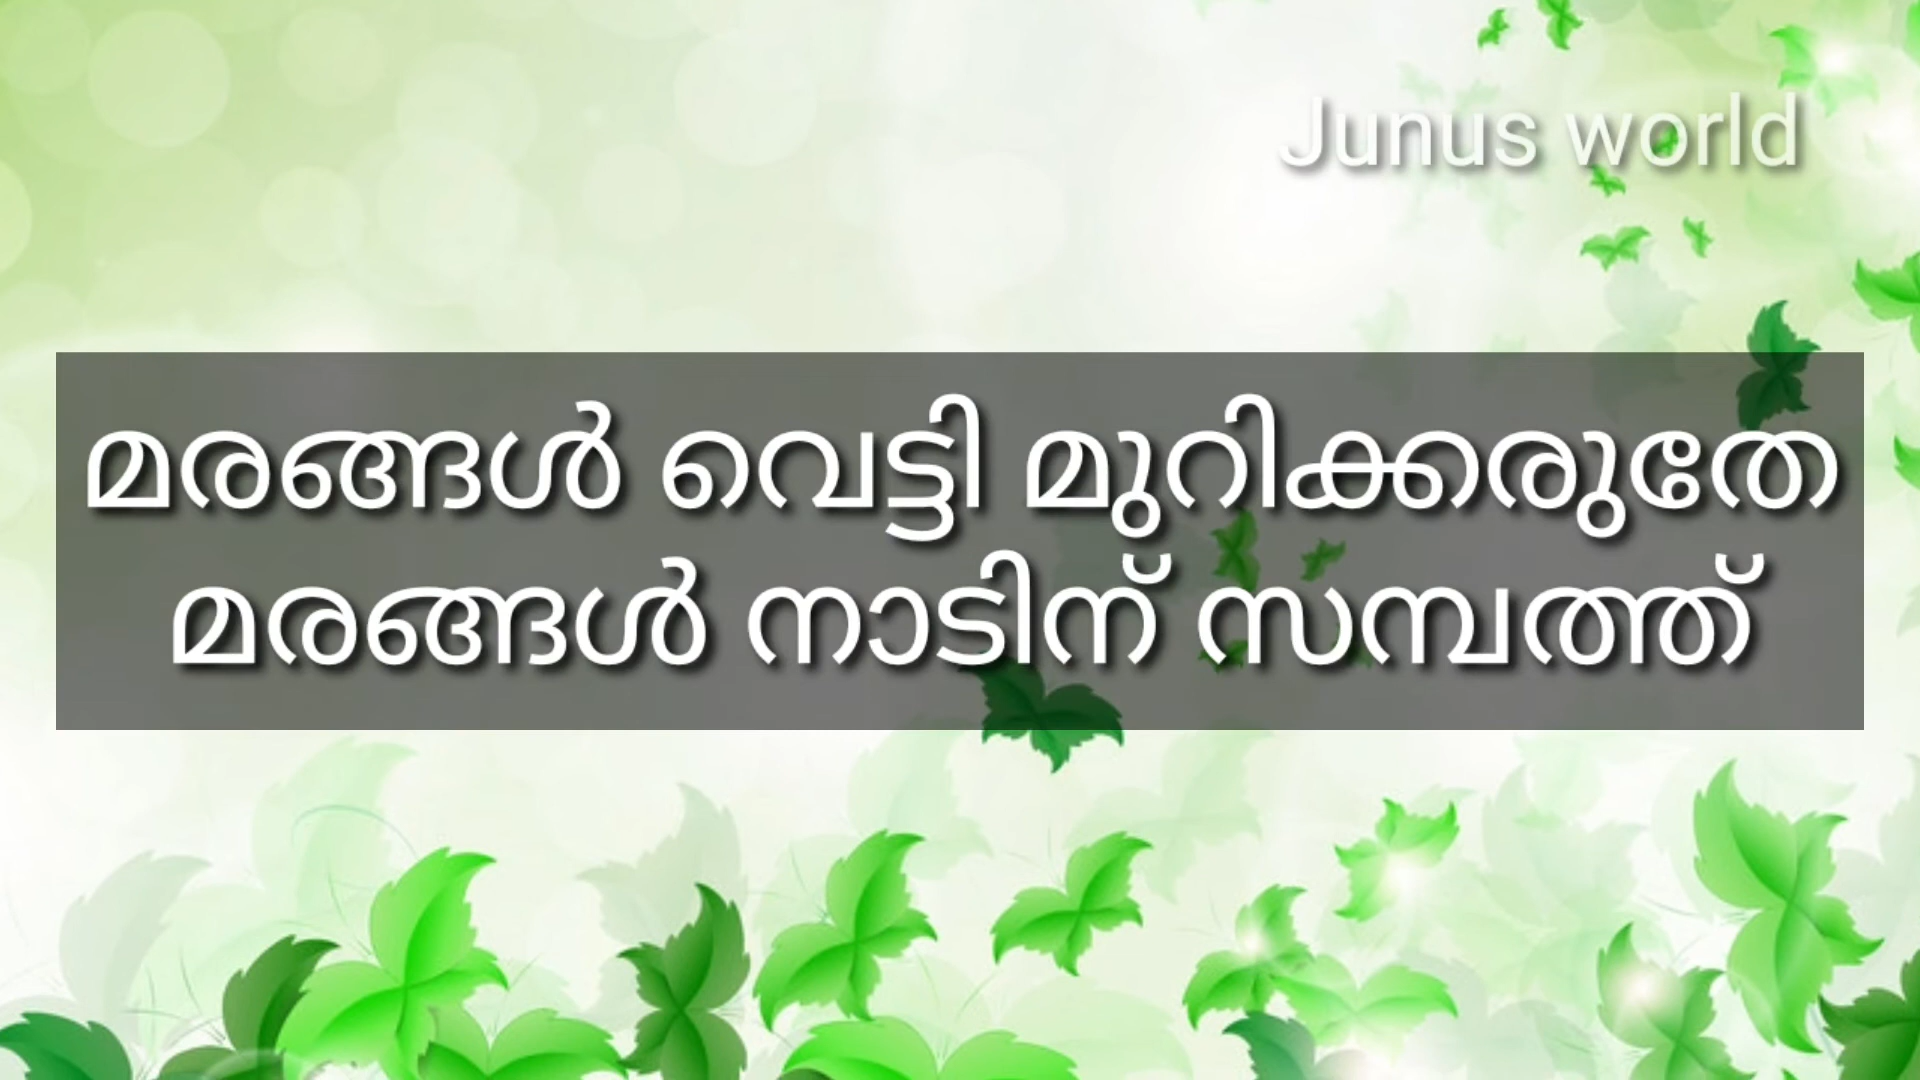 Junus world
മരങ്ങൾ വെട്ടി മുറിക്കരുതേ
മരങ്ങൾ നാടിന് സമ്പത്ത്